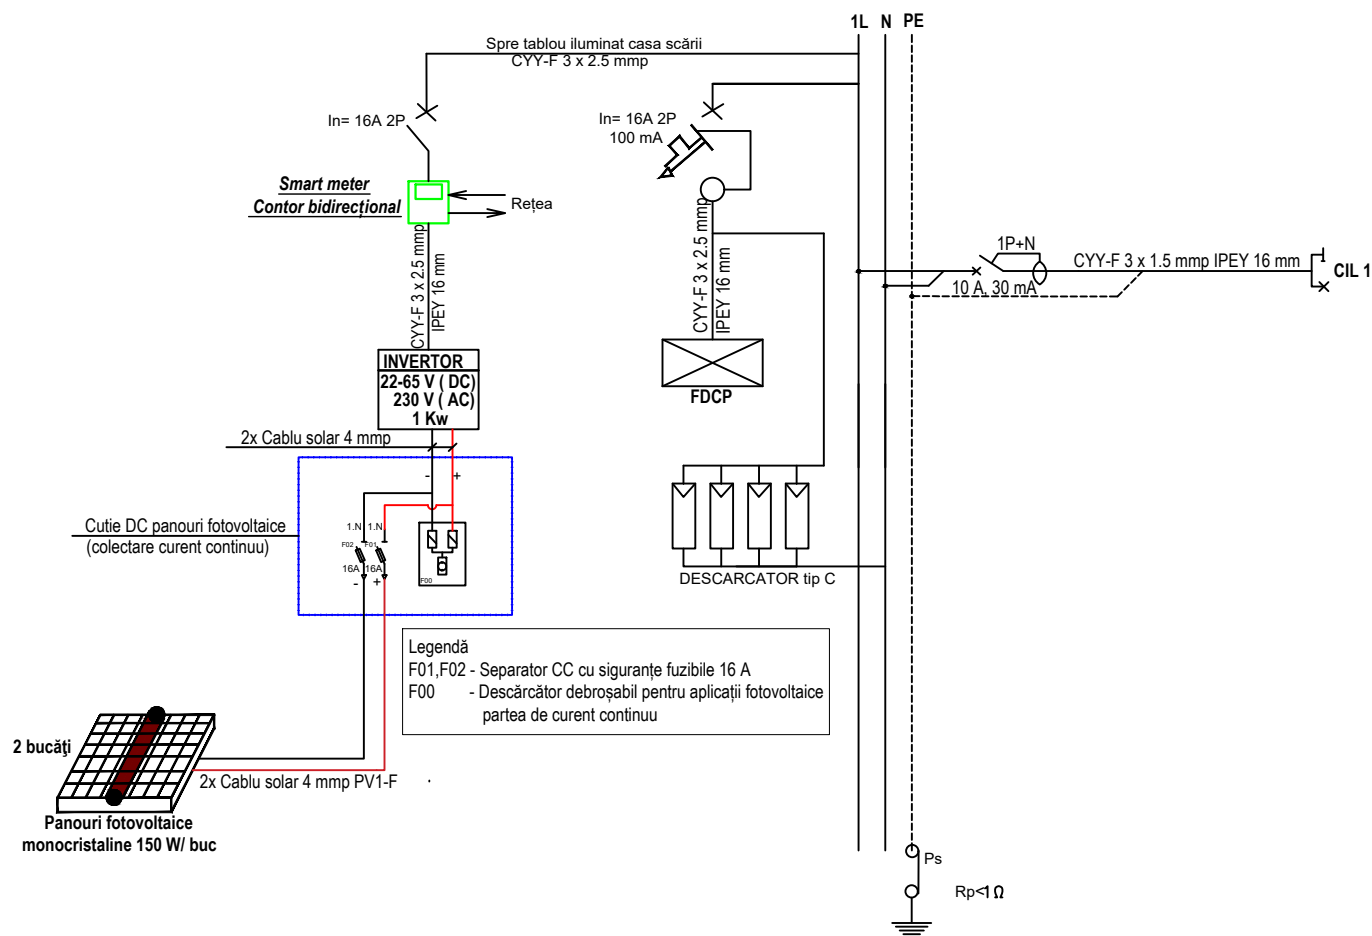 1L N PE
Spre tablou iluminat casa scării
CYY-F 3 x 2.5 mmp
In= 16A 2P
In= 16A 2P
100 mA
Smart meter
Contor bidirecțional
Rețea
CYY-F 3 x 2.5 mmp
IPEY 16 mm
CYY-F 3 x 2.5 mmp
IPEY 16 mm
1P+N
10 A, 30 mA
CYY-F 3 x 1.5 mmp IPEY 16 mm
CIL 1
INVERTOR
22-65 V ( DC)
230 V ( AC)
1 Kw
FDCP
2x Cablu solar 4 mmp
- +
Cutie DC panouri fotovoltaice
(colectare curent continuu)
1.N 1.N
F02 F01
16A 16A
- +
F00
DESCARCATOR tip C
Legendă
F01,F02 - Separator CC cu siguranțe fuzibile 16 A
F00 - Descărcător debroșabil pentru aplicații fotovoltaice
partea de curent continuu
2 bucăţi
2x Cablu solar 4 mmp PV1-F
Panouri fotovoltaice
monocristaline 150 W/ buc
Ps
Rp<1Ω